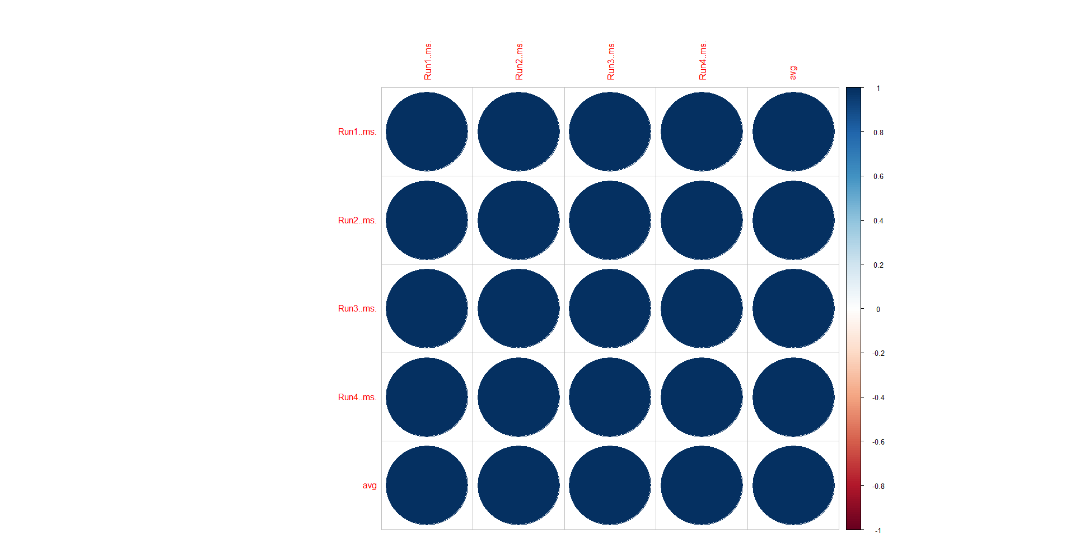 Run1..ms.
Run2..ms.
Run3..ms.
Run4..ms.
avg
Run1..ms.
Run2..ms.
Run3..ms.
Run4..ms.
avg
1
0.8
0.6
0.4
0.2
0
-0.2
-0.4
-0.6
-0.8
-1